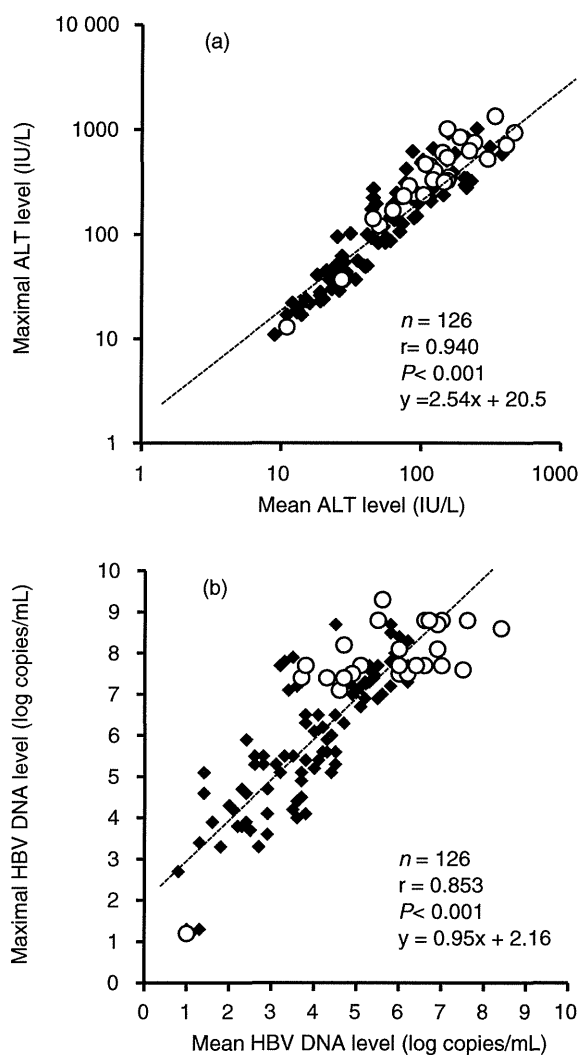 (a)
10 000
1000
100
10
1
Maximal ALT level (IU/L)
n = 126
r= 0.940
P< 0.001
y =2.54x + 20.5
1 10 100 1000
Mean ALT level (IU/L)
(b)
10
9
8
7
6
5
4
3
2
1
0
Maximal HBV DNA level (log copies/mL)
n = 126
r = 0.853
P< 0.001
y = 0.95x + 2.16
0 1 2 3 4 5 6 7 8 9 10
Mean HBV DNA level (log copies/mL)